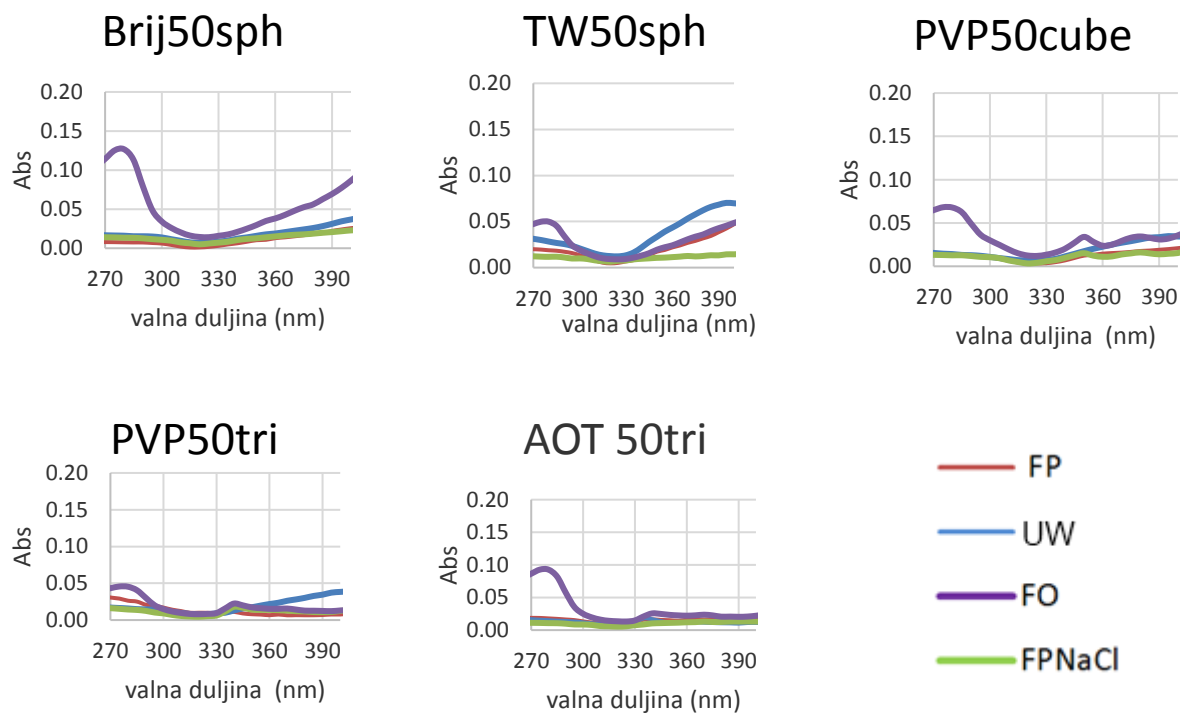 Brij50sph
0.20
0.15
0.10
0.05
0.00
Abs
270 300 330 360 390
valna duljina (nm)
TW50sph
0.20
0.15
0.10
0.05
0.00
Abs
270 300 330 360 390
valna duljina (nm)
PVP50cube
0.20
0.15
0.10
0.05
0.00
Abs
270 300 330 360 390
valna duljina (nm)
PVP50tri
0.20
0.15
0.10
0.05
0.00
Abs
270 300 330 360 390
valna duljina (nm)
AOT 50tri
0.20
0.15
0.10
0.05
0.00
Abs
270 300 330 360 390
valna duljina (nm)
FP
UW
FO
FPNaCl